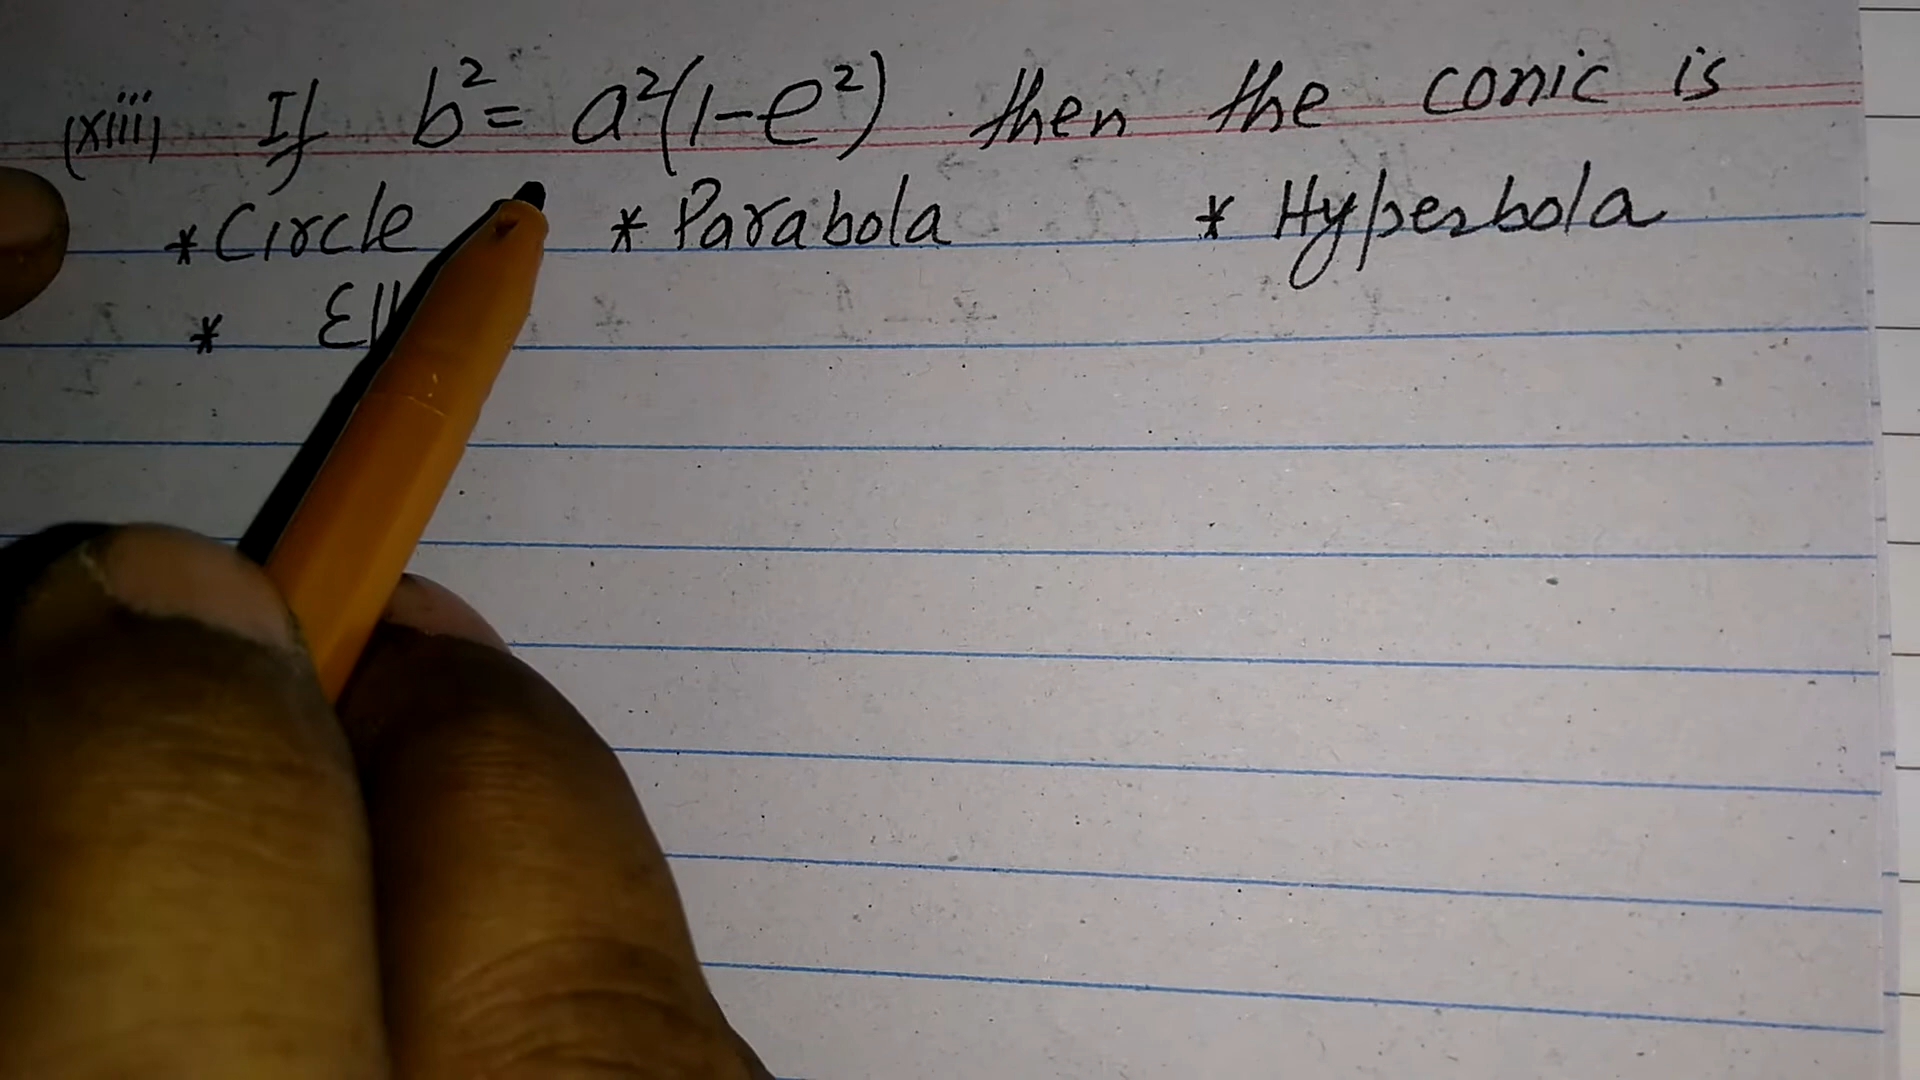 (xiii) If b² = a²(1-e²) then the conic is
*Circle * Parabola * Hyperbola
*